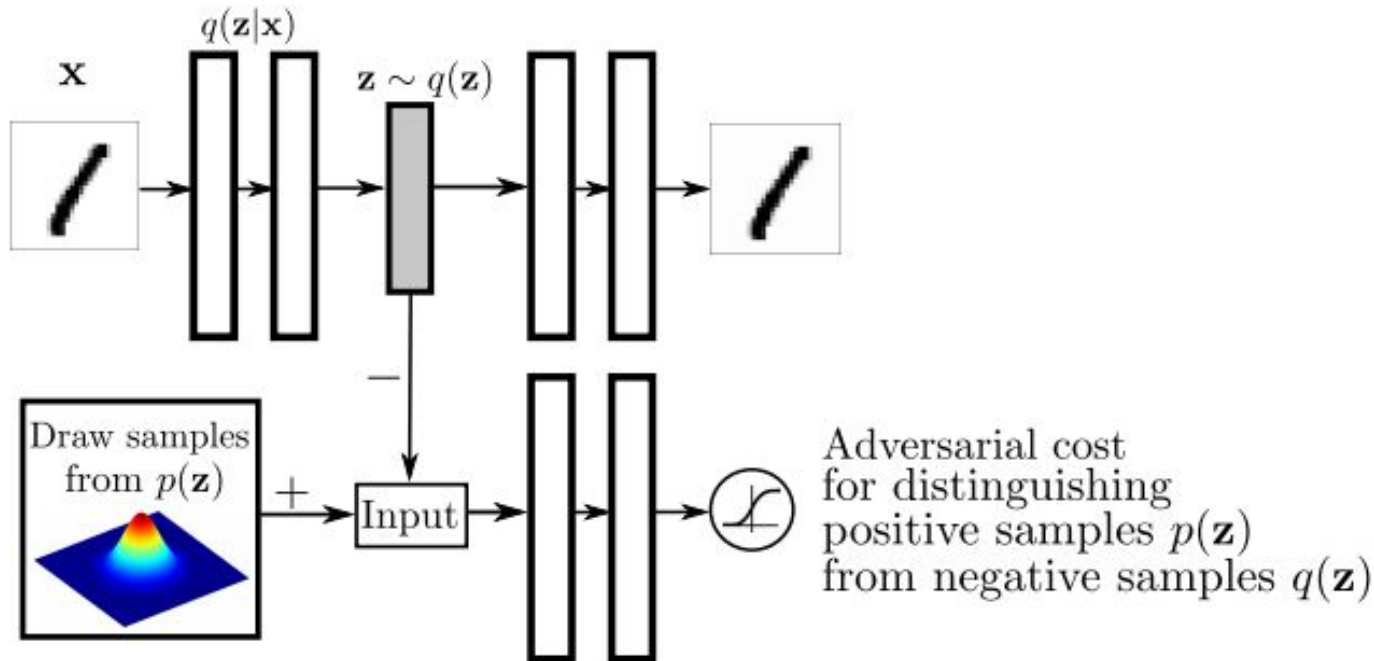 q(z|x)
x
z ∼ q(z)
−
Draw samples
from p(z)
+
Input
Adversarial cost
for distinguishing
positive samples p(z)
from negative samples q(z)